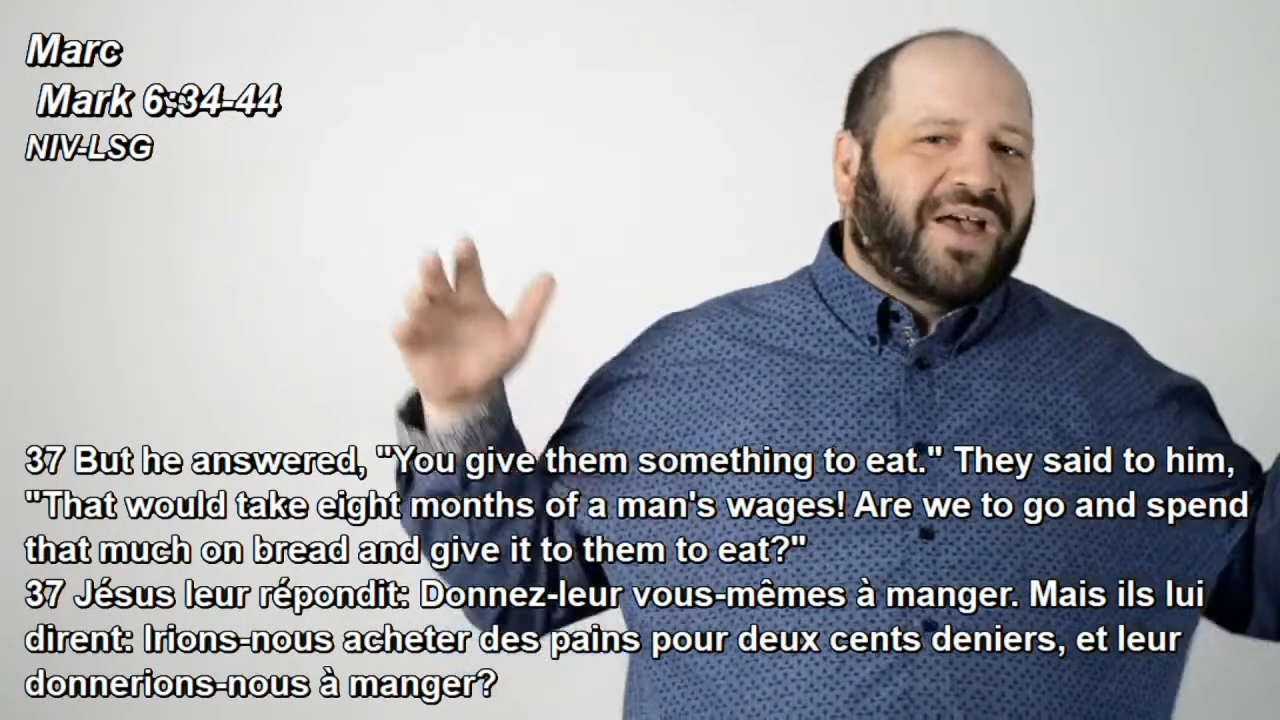 Marc
Mark 6:34-44
NIV-LSG
37 But he answered, "You give them something to eat." They said to him,
"That would take eight months of a man's wages! Are we to go and spend
that much on bread and give it to them to eat?"
37 Jésus leur répondit: Donnez-leur vous-mêmes à manger. Mais ils lui
dirent: Irions-nous acheter des pains pour deux cents deniers, et leur
donnerions-nous à manger?